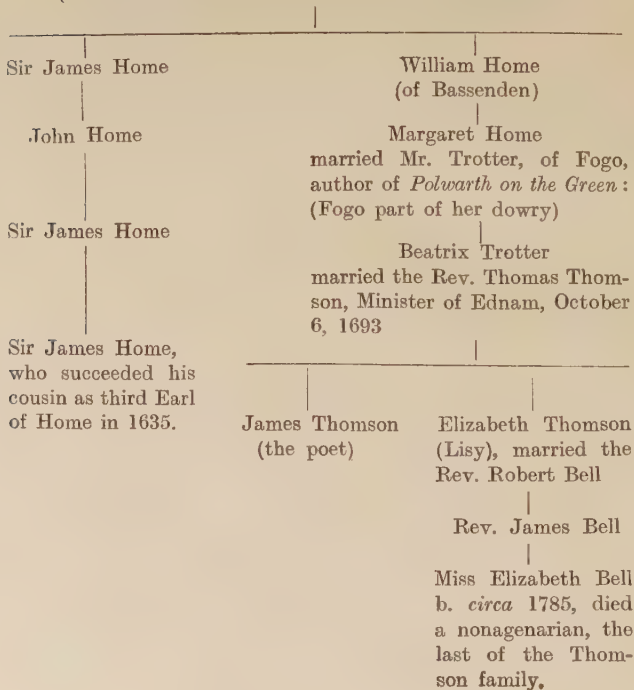 Sir James Home
John Home
Sir James Home
Sir James Home,
who succeeded his
cousin as third Earl
of Home in 1635.
William Home
(of Bassenden)
Margaret Home
married Mr. Trotter, of Fogo,
author of Polwarth on the Green:
(Fogo part of her dowry)
Beatrix Trotter
married the Rev. Thomas Thom-
son, Minister of Ednam, October
6, 1693
James Thomson
(the poet)
Elizabeth Thomson
(Lisy), married the
Rev. Robert Bell
Rev. James Bell
Miss Elizabeth Bell
b. circa 1785, died
a nonagenarian, the
last of the Thom-
son family.